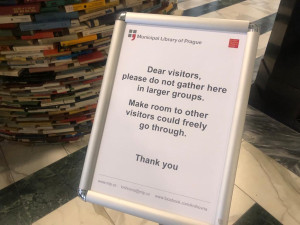 Municipal Library of Prague
Dear visitors,
please do not gather here
in larger groups.
Make room to other
visitors could freely
go through.
Thank you